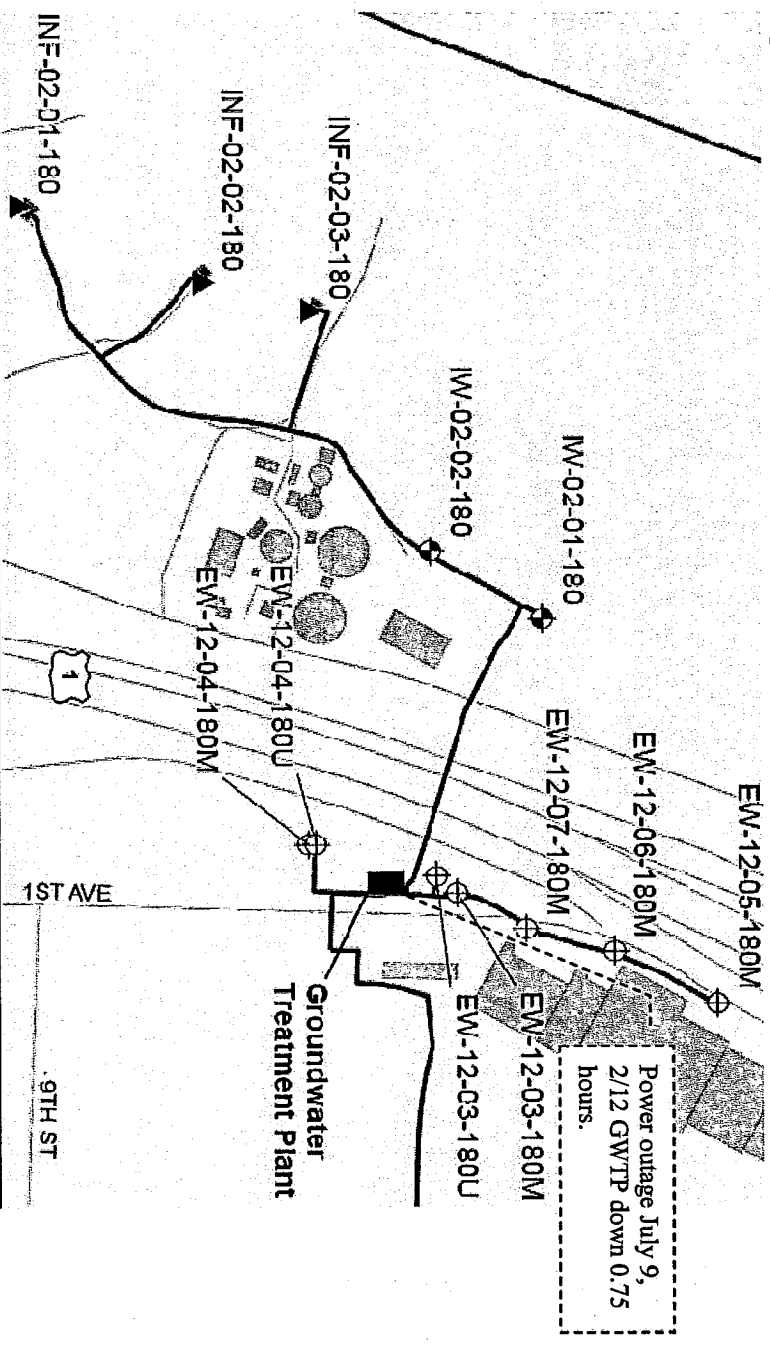 INF-02-01-180
INF-02-02-180
INF-02-03-180
IW-02-02-180
IW-02-01-180
EW-12-07-180M
EW-12-06-180M
EW-12-05-180M
EW-12-04-180U
EW-12-04-180M
1
1ST AVE
EW-12-03-180M
EW-12-03-180U
Groundwater
Treatment Plant
9TH ST
Power outage July 9,
2/12 GWTP down 0.75
hours.